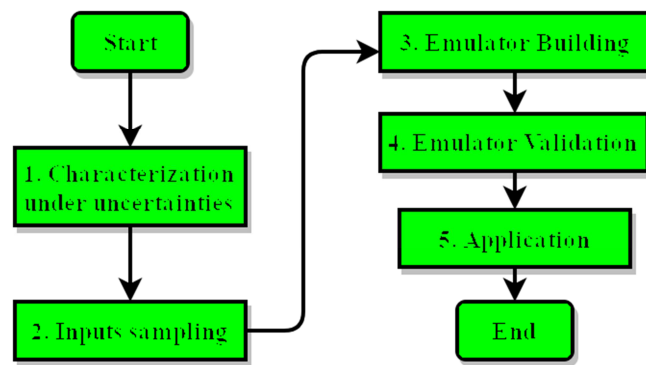 Start
1. Characterization
under uncertainties
2. Inputs sampling
3. Emulator Building
4. Emulator Validation
5. Application
End